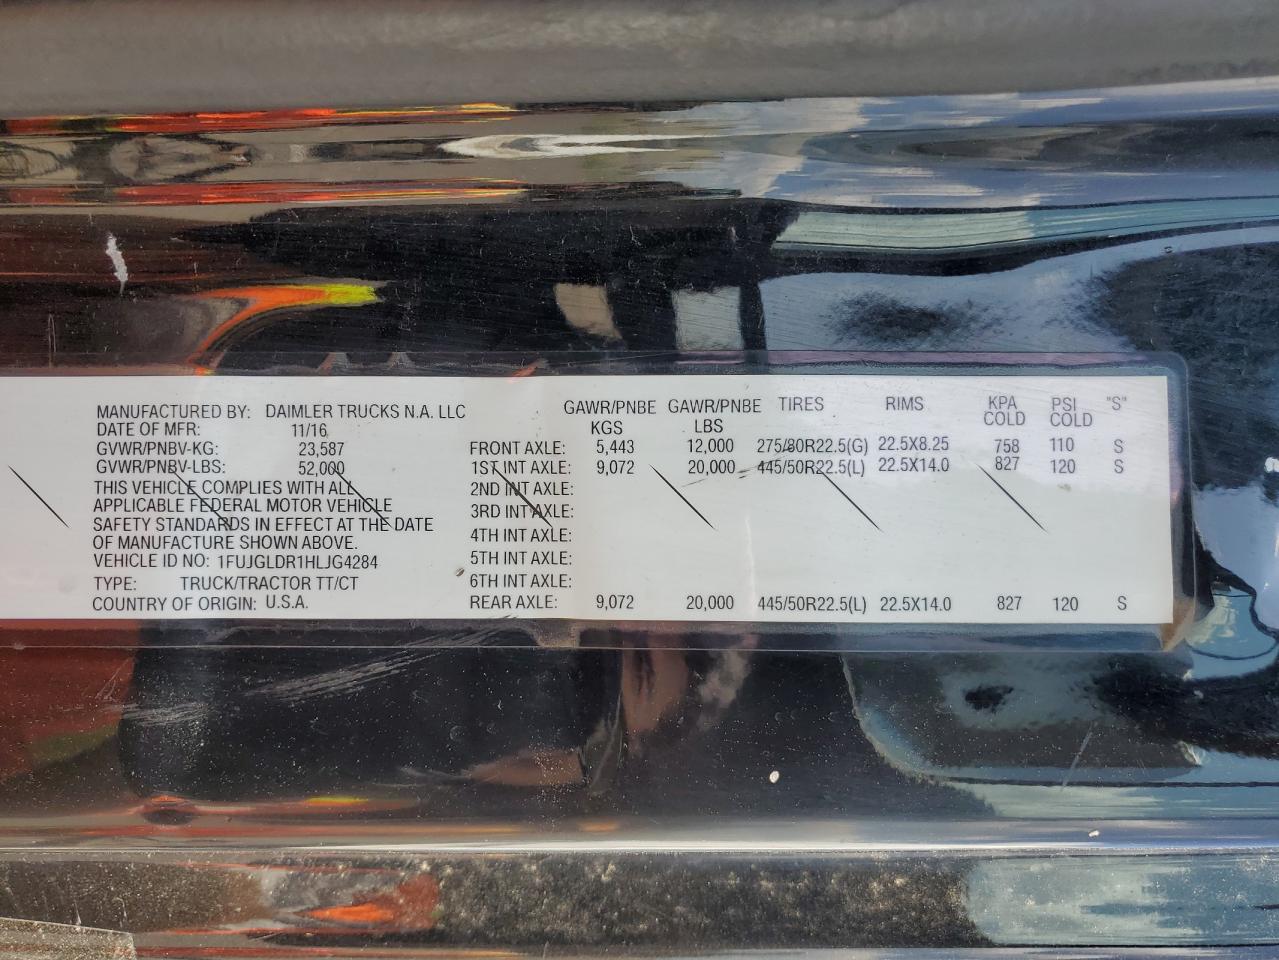 MANUFACTURED BY: DAIMLER TRUCKS N.A. LLC
DATE OF MFR: 11/16
GVWR/PNBV-KG: 23,587
GVWR/PNBV-LBS: 52,000
THIS VEHICLE COMPLIES WITH ALL
APPLICABLE FEDERAL MOTOR VEHICLE
SAFETY STANDARDS IN EFFECT AT THE DATE
OF MANUFACTURE SHOWN ABOVE.
VEHICLE ID NO: 1FUJGLDR1HLJG4284
TYPE: TRUCK/TRACTOR TT/CT
COUNTRY OF ORIGIN: U.S.A.
GAWR/PNBE GAWR/PNBE TIRES RIMS KPA PSI "S"
KGS LBS COLD COLD
FRONT AXLE: 5,443 12,000 275/80R22.5(G) 22.5X8.25 758 110 S
1ST INT AXLE: 9,072 20,000 445/50R22.5(L) 22.5X14.0 827 120 S
2ND INT AXLE:
3RD INT AXLE:
4TH INT AXLE:
5TH INT AXLE:
6TH INT AXLE:
REAR AXLE: 9,072 20,000 445/50R22.5(L) 22.5X14.0 827 120 S